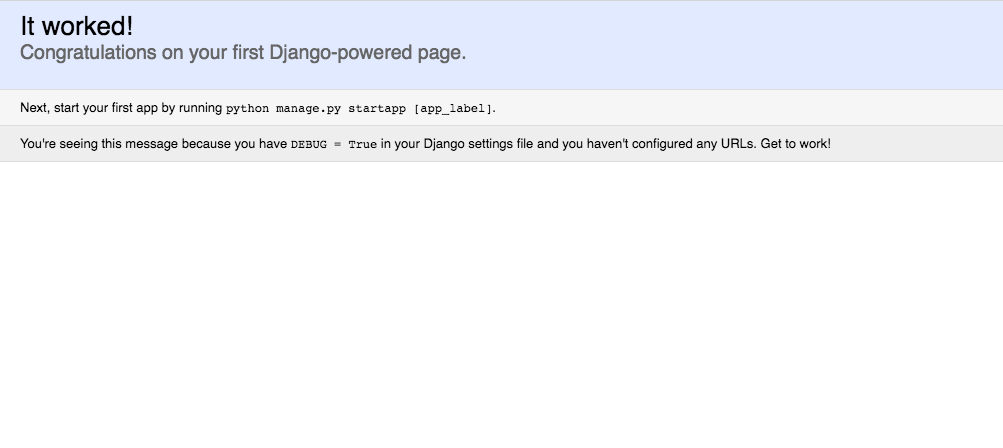 It worked!
Congratulations on your first Django-powered page.
Next, start your first app by running python manage.py startapp [app_label].
You're seeing this message because you have DEBUG = True in your Django settings file and you haven't configured any URLs. Get to work!